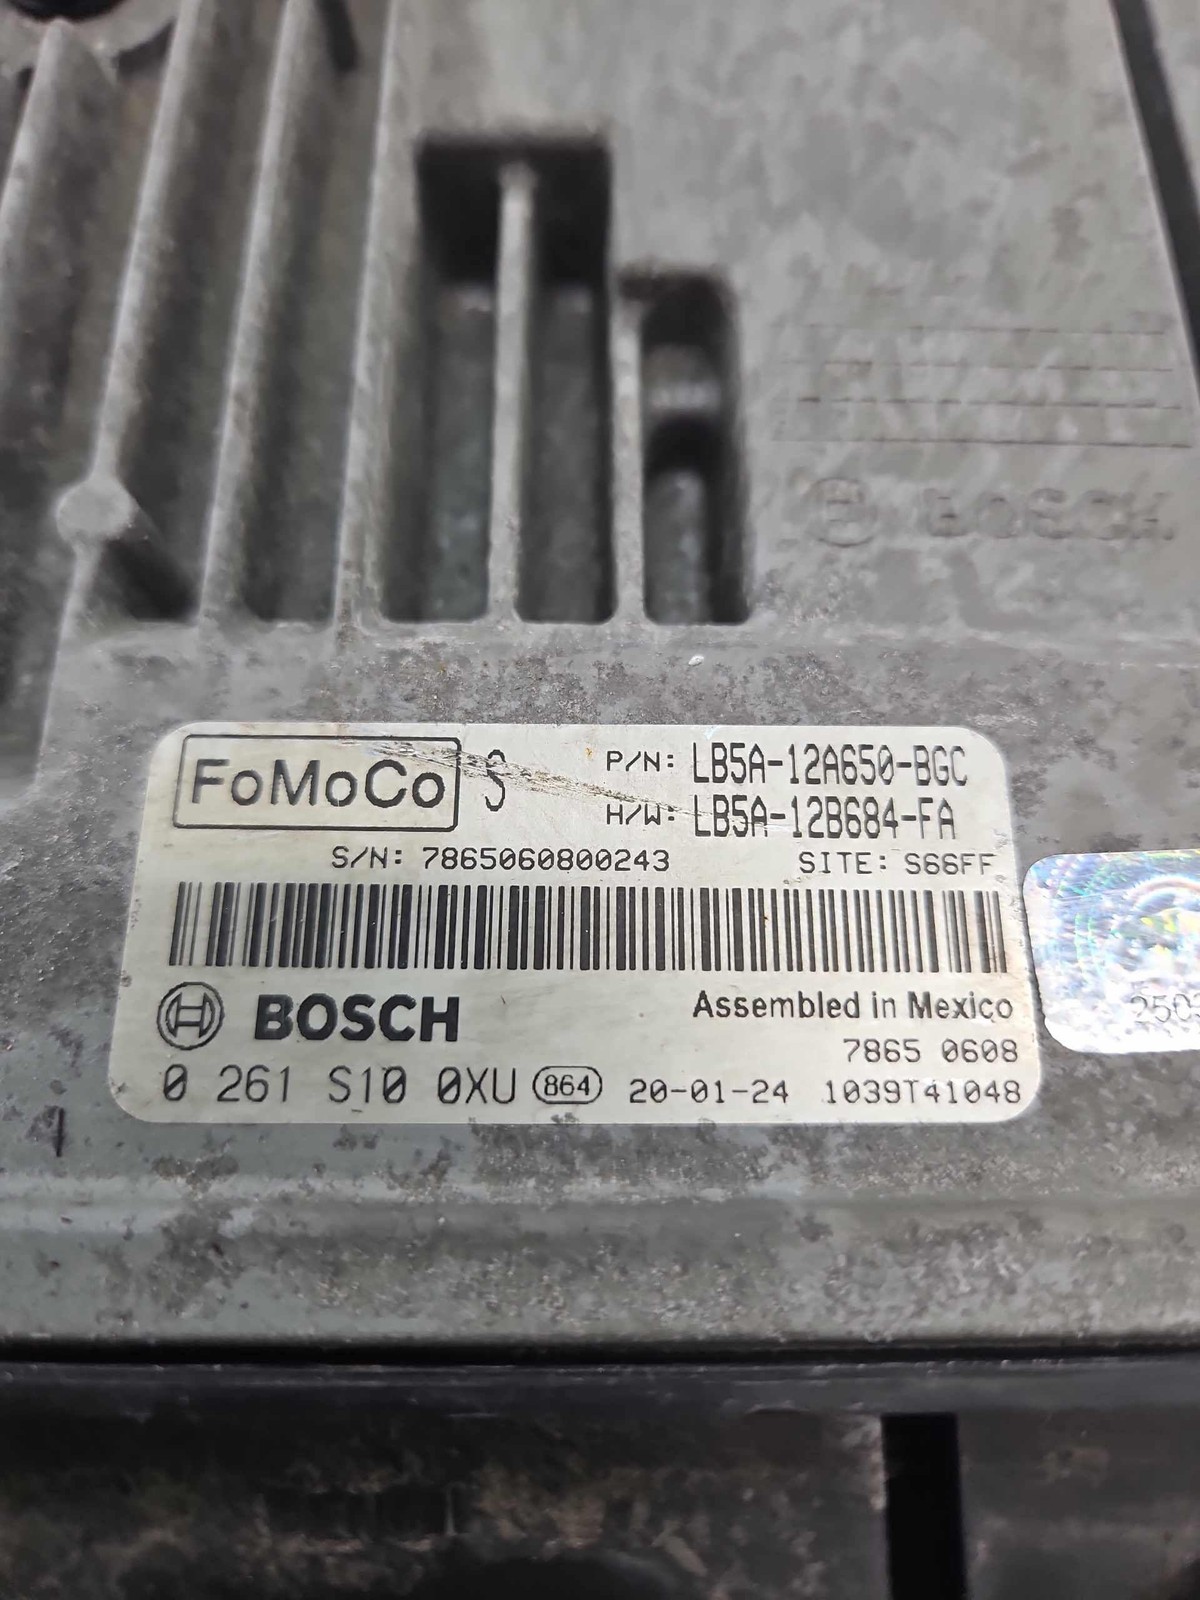 BOSCH
FoMoCo S P/N: LB5A-12A650-BGC
H/W: LB5A-12B684-FA
S/N: 7865060800243 SITE: S66FF
BOSCH Assembled in Mexico
7865 0608
0 261 S10 0XU 864 20-01-24 1039T41048